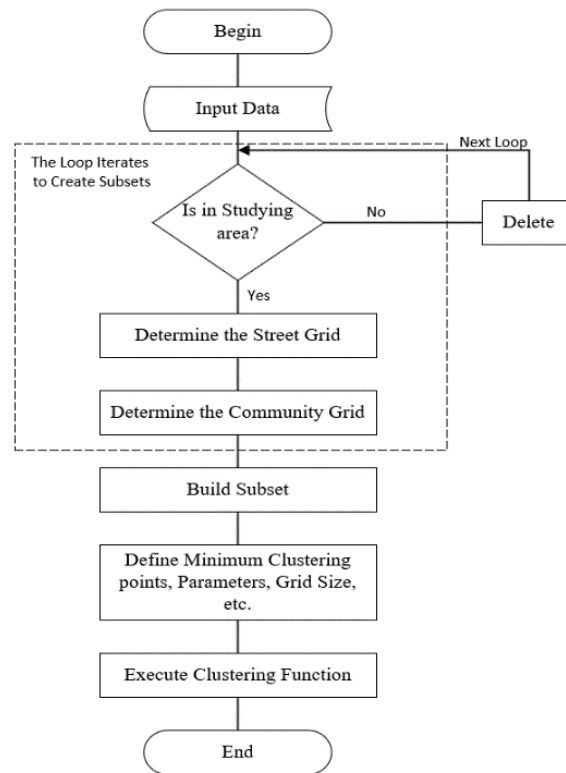 Begin
Input Data
Next Loop
The Loop Iterates
to Create Subsets
Is in Studying
area?
No
Delete
Yes
Determine the Street Grid
Determine the Community Grid
Build Subset
Define Minimum Clustering
points, Parameters, Grid Size,
etc.
Execute Clustering Function
End